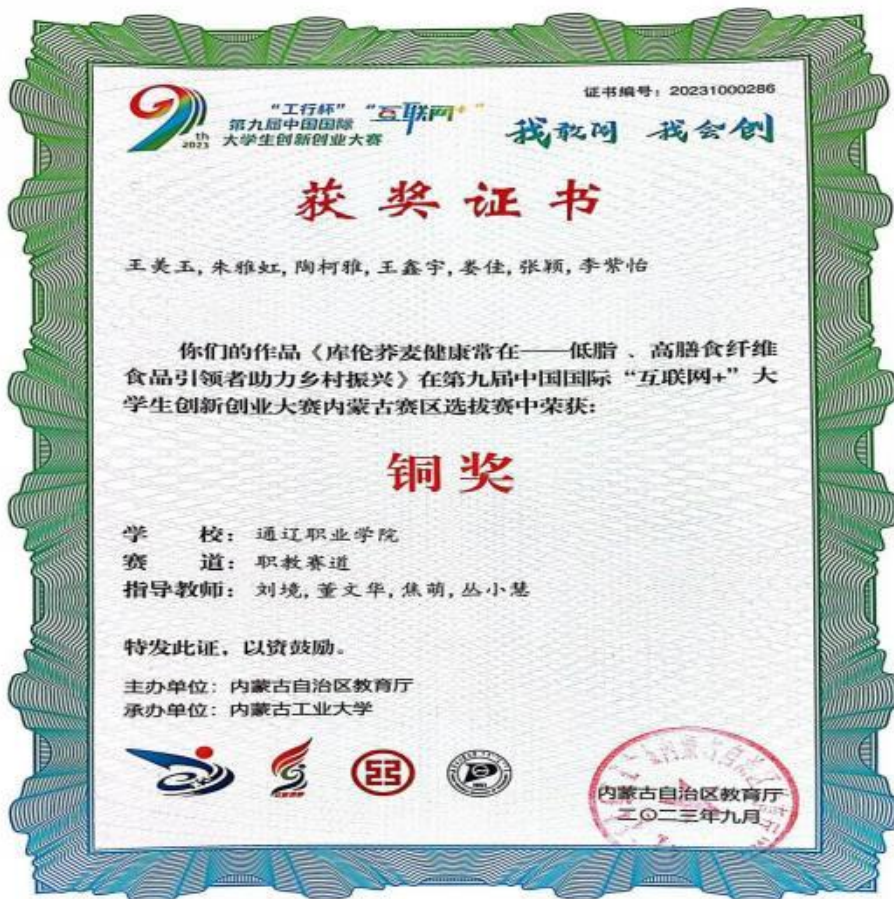 证书编号：20231000286
9th
2023
“工行杯” “互联网+”
第九届中国国际
大学生创新创业大赛
我敢闯 我会创
获奖证书
王美玉,朱雅虹,陶柯雅,王鑫宇,娄佳,张颖,李紫怡
你们的作品《库伦荞麦健康常在——低脂、高膳食纤维
食品引领者助力乡村振兴》在第九届中国国际“互联网+”大
学生创新创业大赛内蒙古赛区选拔赛中荣获：
铜奖
学 校：通辽职业学院
赛 道：职教赛道
指导教师：刘境,董文华,焦萌,丛小慧
特发此证，以资鼓励。
主办单位：内蒙古自治区教育厅
承办单位：内蒙古工业大学
内蒙古自治区教育厅
二〇二三年九月